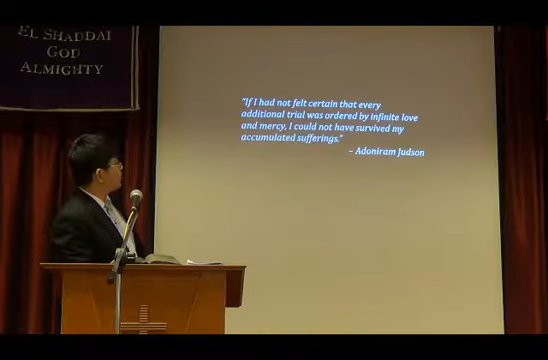 EL SHADDAI
GOD
ALMIGHTY
"If I had not felt certain that every
additional trial was ordered by infinite love
and mercy, I could not have survived my
accumulated sufferings."
– Adoniram Judson